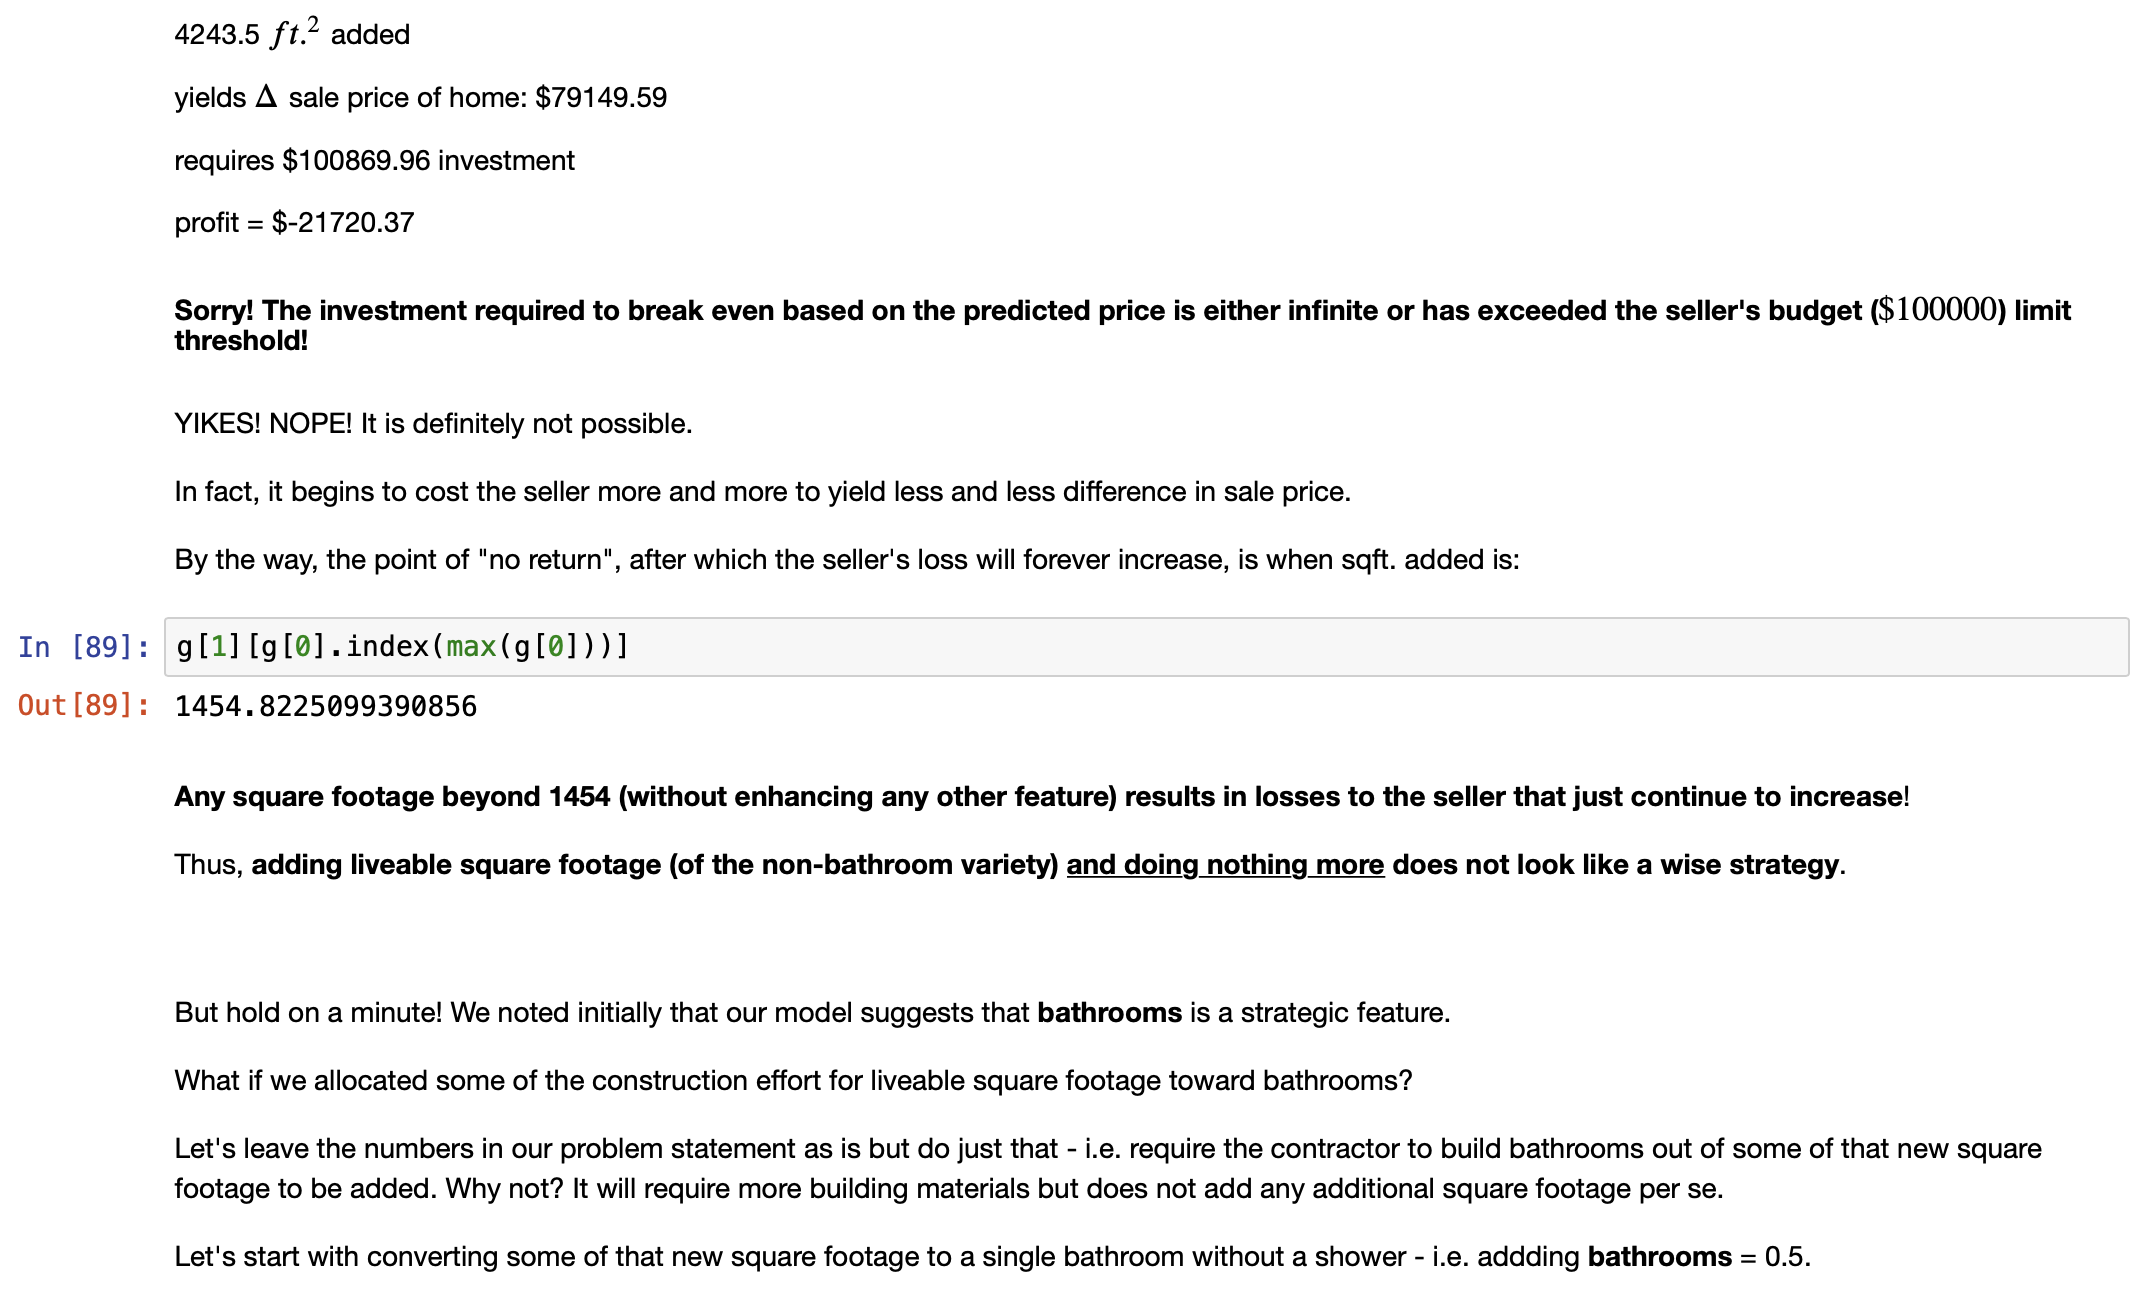 4243.5 ft.² added
yields Δ sale price of home: $79149.59
requires $100869.96 investment
profit = $-21720.37
Sorry! The investment required to break even based on the predicted price is either infinite or has exceeded the seller's budget ($100000) limit
threshold!
YIKES! NOPE! It is definitely not possible.
In fact, it begins to cost the seller more and more to yield less and less difference in sale price.
By the way, the point of "no return", after which the seller's loss will forever increase, is when sqft. added is:
In [89]: g[1][g[0].index(max(g[0]))]
Out[89]: 1454.8225099390856
Any square footage beyond 1454 (without enhancing any other feature) results in losses to the seller that just continue to increase!
Thus, adding liveable square footage (of the non-bathroom variety) and doing nothing more does not look like a wise strategy.
But hold on a minute! We noted initially that our model suggests that bathrooms is a strategic feature.
What if we allocated some of the construction effort for liveable square footage toward bathrooms?
Let's leave the numbers in our problem statement as is but do just that - i.e. require the contractor to build bathrooms out of some of that new square
footage to be added. Why not? It will require more building materials but does not add any additional square footage per se.
Let's start with converting some of that new square footage to a single bathroom without a shower - i.e. addding bathrooms = 0.5.